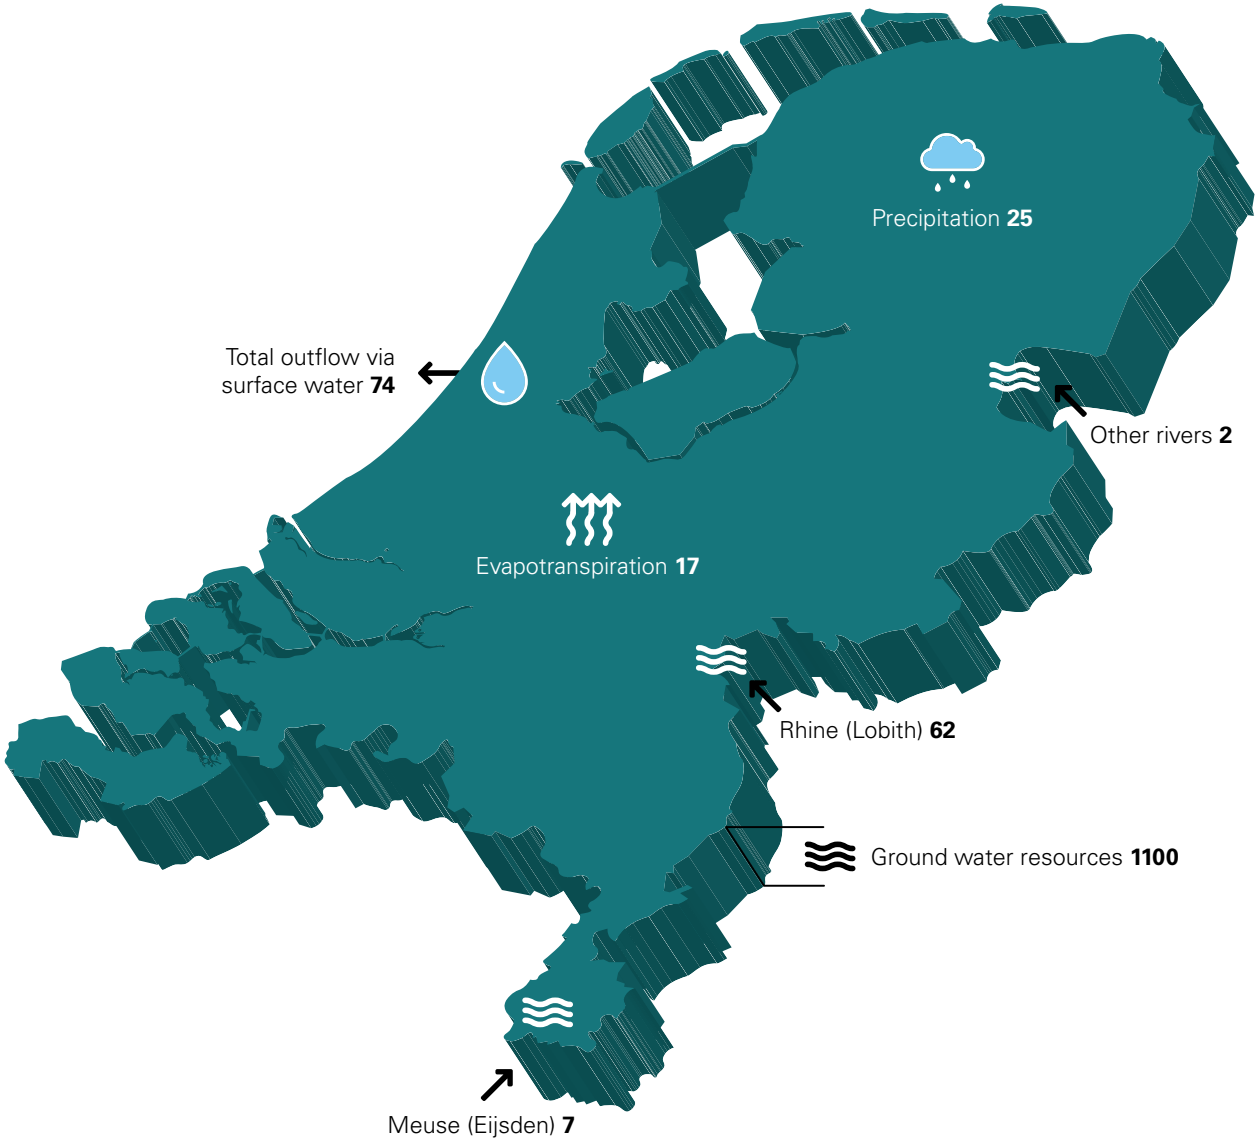 Precipitation 25
Total outflow via
surface water 74
Other rivers 2
Evapotranspiration 17
Rhine (Lobith) 62
Ground water resources 1100
Meuse (Eijsden) 7